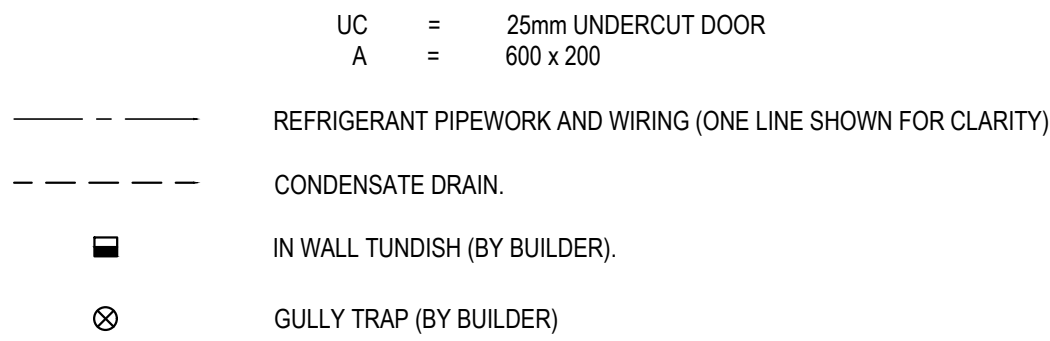 UC = 25mm UNDERCUT DOOR
A = 600 x 200
REFRIGERANT PIPEWORK AND WIRING (ONE LINE SHOWN FOR CLARITY)
CONDENSATE DRAIN.
IN WALL TUNDISH (BY BUILDER).
GULLY TRAP (BY BUILDER)